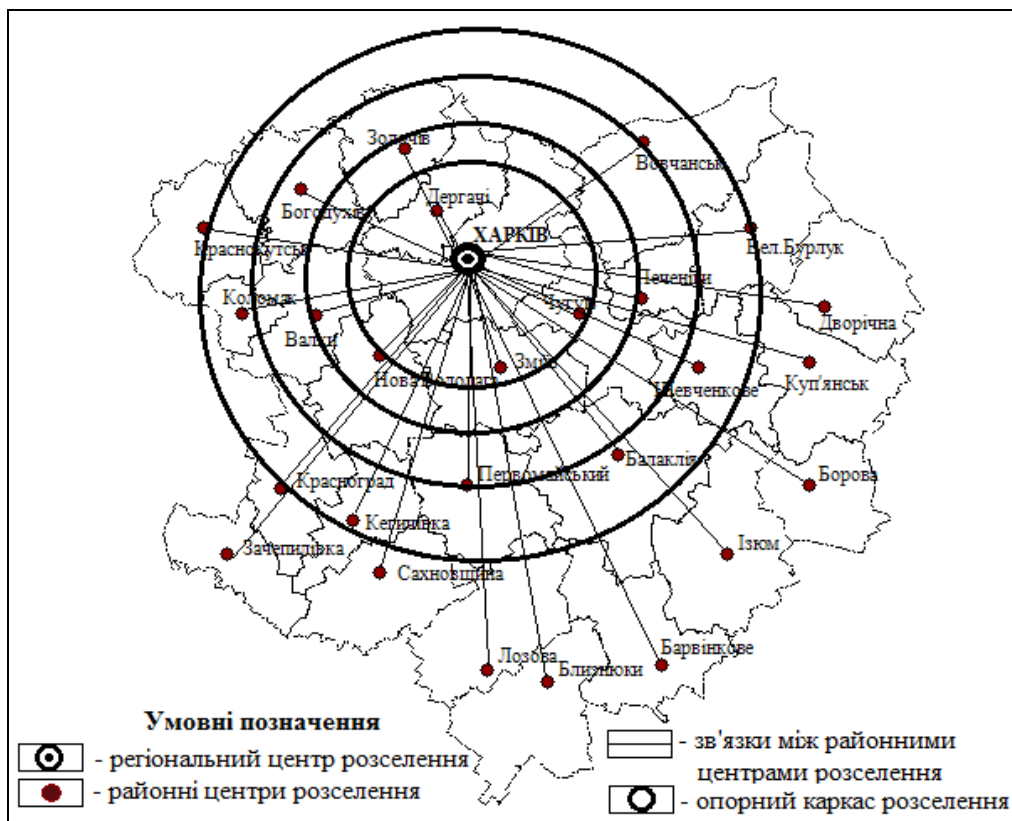 Золочів
Вовчанськ
Богодухів
Дергачі
Краснокутськ
ХАРКІВ
Вел.Бурлук
Печеніги
Коломак
Чугуїв
Дворічна
Валки
Нова Водолага
Зміїв
Шевченкове
Куп'янськ
Балаклія
Красноград
Первомайський
Борова
Кегичівка
Зачепилівка
Ізюм
Сахновщина
Лозова
Близнюки
Барвінкове
Умовні позначення
- регіональний центр розселення
- районні центри розселення
- зв'язки між районними
центрами розселення
- опорний каркас розселення